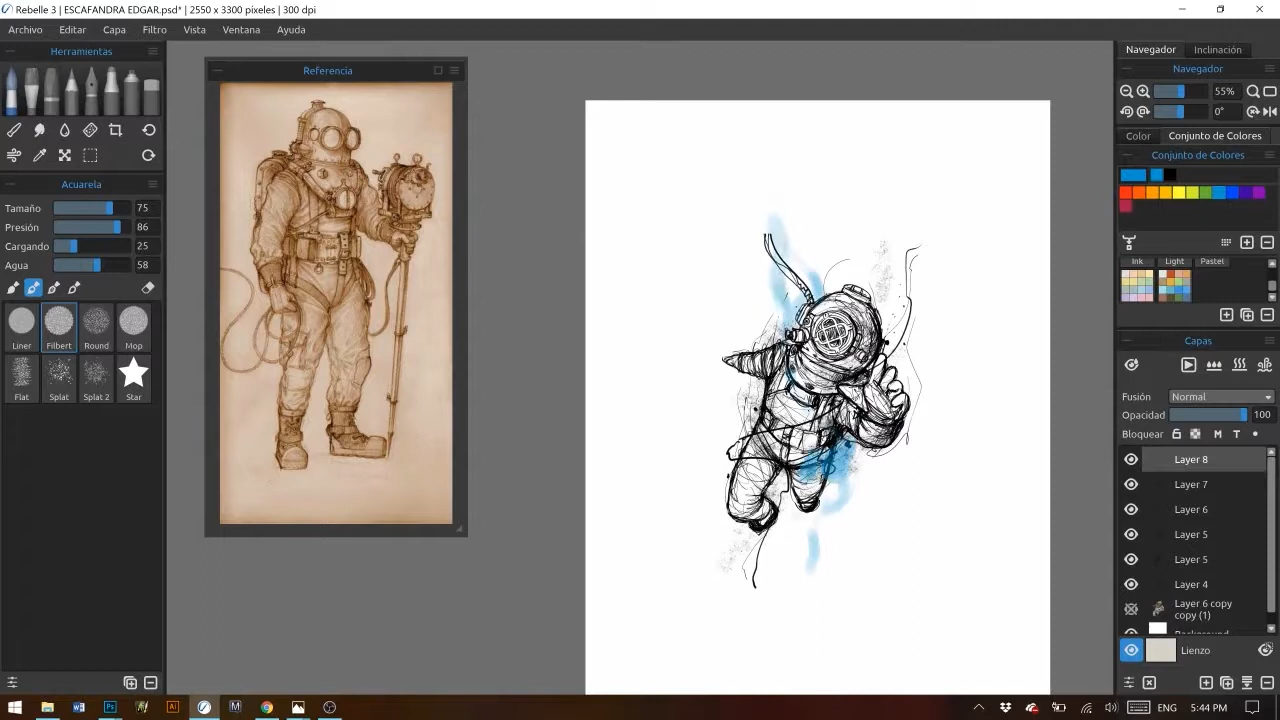 Rebelle 3 | ESCAFANDRA EDGAR.psd* | 2550 x 3300 píxeles | 300 dpi
Archivo Editar Capa Filtro Vista Ventana Ayuda
Herramientas
Acuarela
Tamaño 75
Presión 86
Cargando 25
Agua 58
Liner Filbert Round Mop
Flat Splat Splat 2 Star
Referencia
Navegador Inclinación
Navegador
55%
0°
Color Conjunto de Colores
Conjunto de Colores
Ink Light Pastel
Capas
Fusión Normal
Opacidad 100
Bloquear M T
Layer 8
Layer 7
Layer 6
Layer 5
Layer 5
Layer 4
Layer 6 copy
copy (1)
Background
Lienzo
W Ps Ai M ENG 5:44 PM